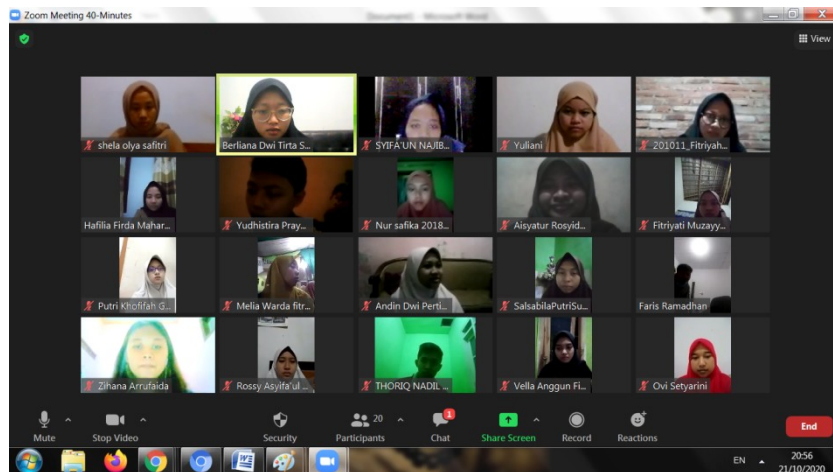 Zoom Meeting 40-Minutes
View
shela olya safitri
Berliana Dwi Tirta S...
SYIFA'UN NAJIB...
Yuliani
201011_Fitriyah...
Hafilia Firda Mahar...
Yudhistira Pray...
Nur safika 2018...
Aisyatur Rosyid...
Fitriyati Muzayy...
Putri Khofifah G...
Melia Warda fitr...
Andin Dwi Perti...
SalsabilaPutriSu...
Faris Ramadhan
Zihana Arrufaida
Rossy Asyifa'ul ...
THORIQ NADIL ...
Vella Anggun Fi...
Ovi Setyarini
Mute
Stop Video
Security
20
Participants
1
Chat
Share Screen
Record
Reactions
End
EN
20:56
21/10/2020